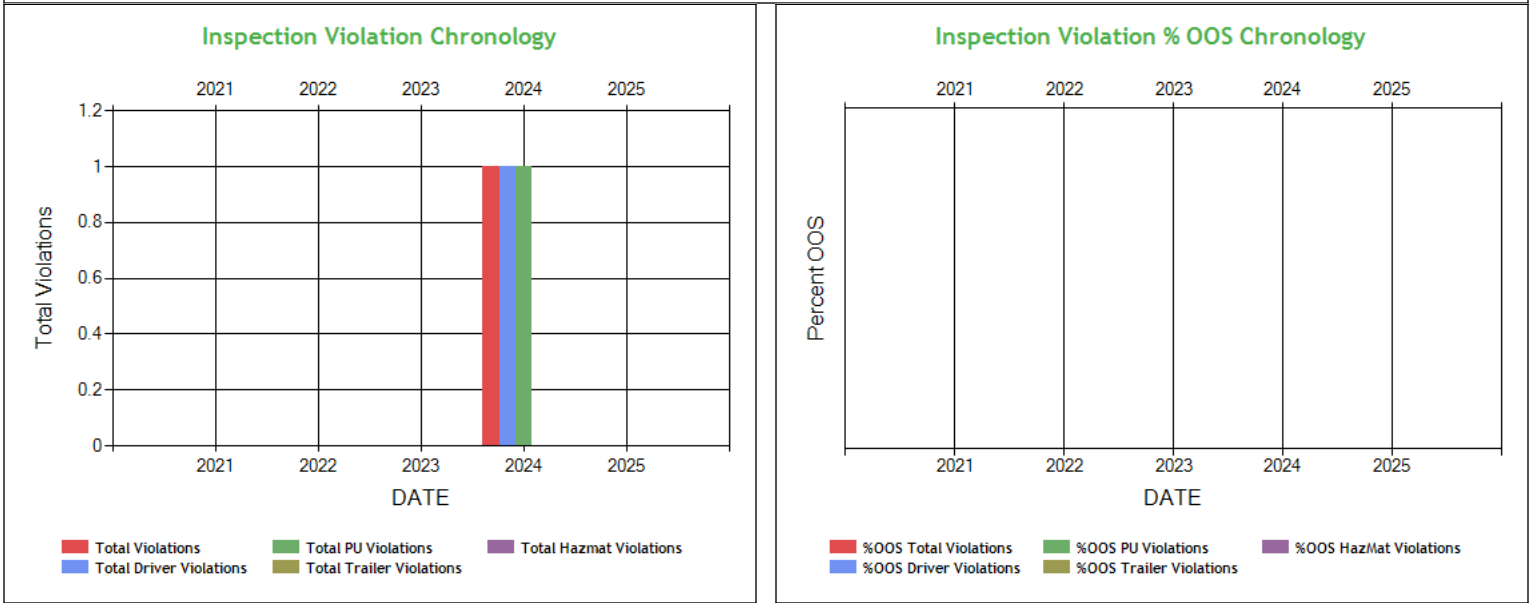 Inspection Violation Chronology
2021 2022 2023 2024 2025
1.2
1
0.8
0.6
0.4
0.2
0
Total Violations
2021 2022 2023 2024 2025
DATE
Total Violations Total PU Violations Total Hazmat Violations
Total Driver Violations Total Trailer Violations
Inspection Violation % OOS Chronology
2021 2022 2023 2024 2025
Percent OOS
2021 2022 2023 2024 2025
DATE
%OOS Total Violations %OOS PU Violations %OOS HazMat Violations
%OOS Driver Violations %OOS Trailer Violations